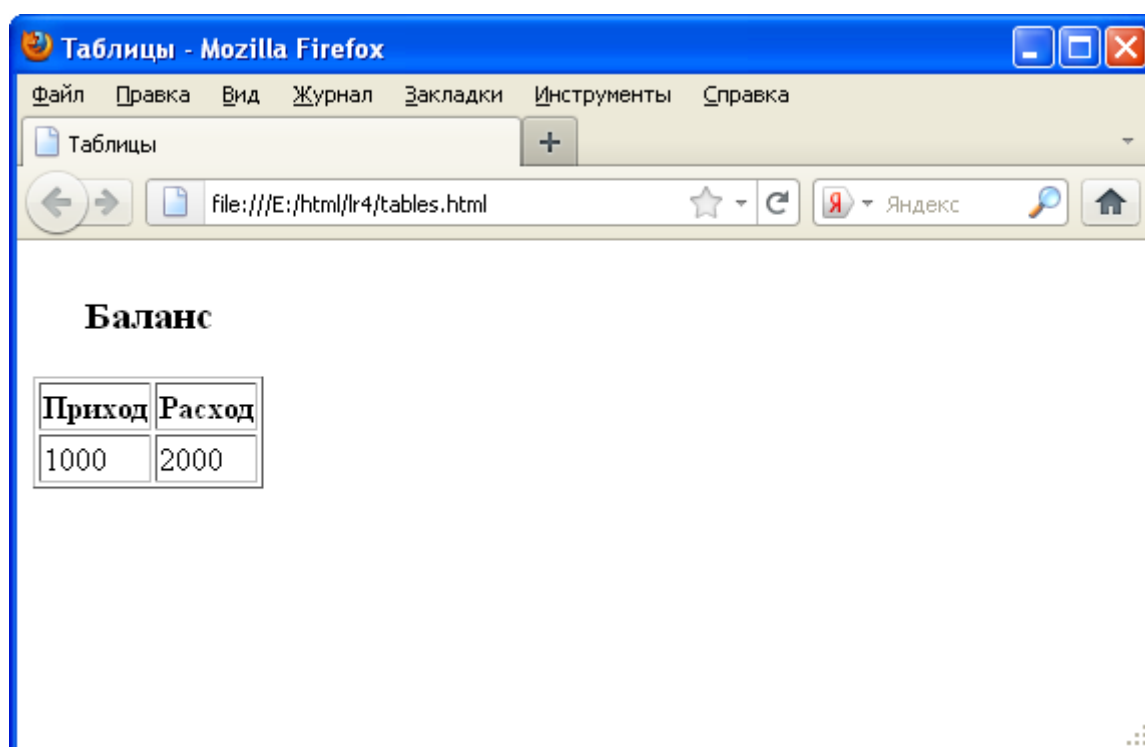 Таблицы - Mozilla Firefox
Файл Правка Вид Журнал Закладки Инструменты Справка
Таблицы
file:///E:/html/lr4/tables.html Я Яндекс
Баланс
Приход Расход
1000 2000